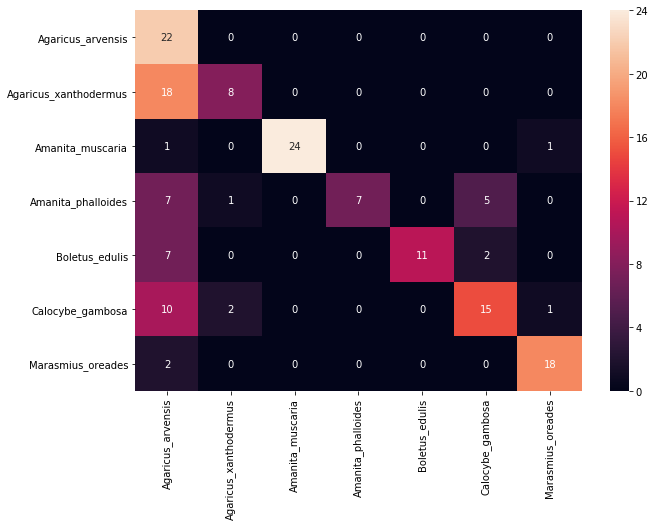 Agaricus_arvensis 22 0 0 0 0 0 0
Agaricus_xanthodermus 18 8 0 0 0 0 0
Amanita_muscaria 1 0 24 0 0 0 1
Amanita_phalloides 7 1 0 7 0 5 0
Boletus_edulis 7 0 0 0 11 2 0
Calocybe_gambosa 10 2 0 0 0 15 1
Marasmius_oreades 2 0 0 0 0 0 18
Agaricus_arvensis
Agaricus_xanthodermus
Amanita_muscaria
Amanita_phalloides
Boletus_edulis
Calocybe_gambosa
Marasmius_oreades
24
20
16
12
8
4
0